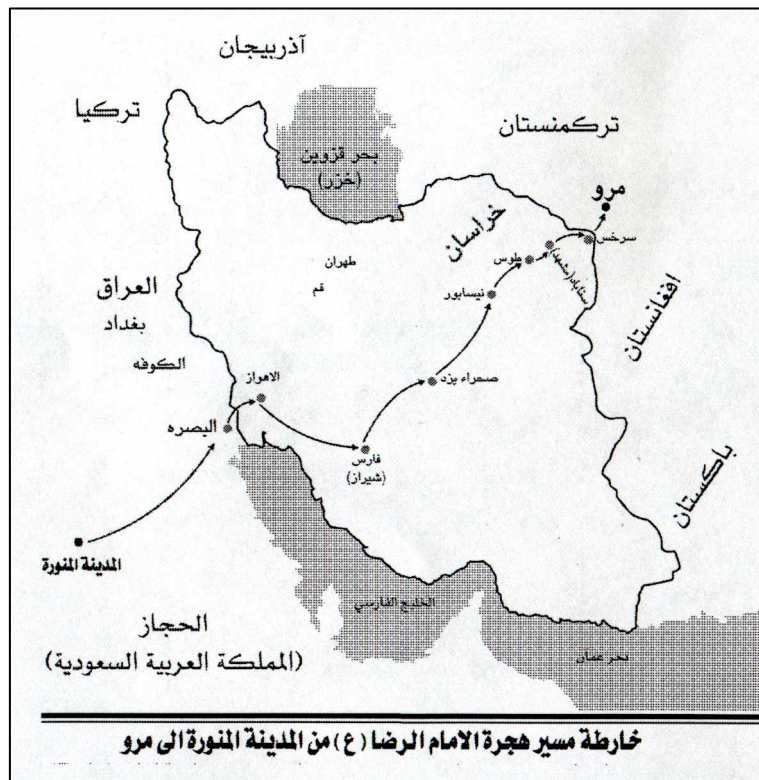 آذربيجان
تركيا
تركمنستان
بحر قزوين
(خزر)
مرو
خراسان
سرخس
سناباد (مشهد)
طوس
طهران
قم
نيسابور
افغانستان
العراق
بغداد
الكوفه
الاهواز
صحراء يزد
البصره
فارس
(شيراز)
باكستان
المدينة المنورة
الخليج الفارسي
الحجاز
(المملكة العربية السعودية)
بحر عمان
خارطة مسير هجرة الامام الرضا (ع) من المدينة المنورة الى مرو